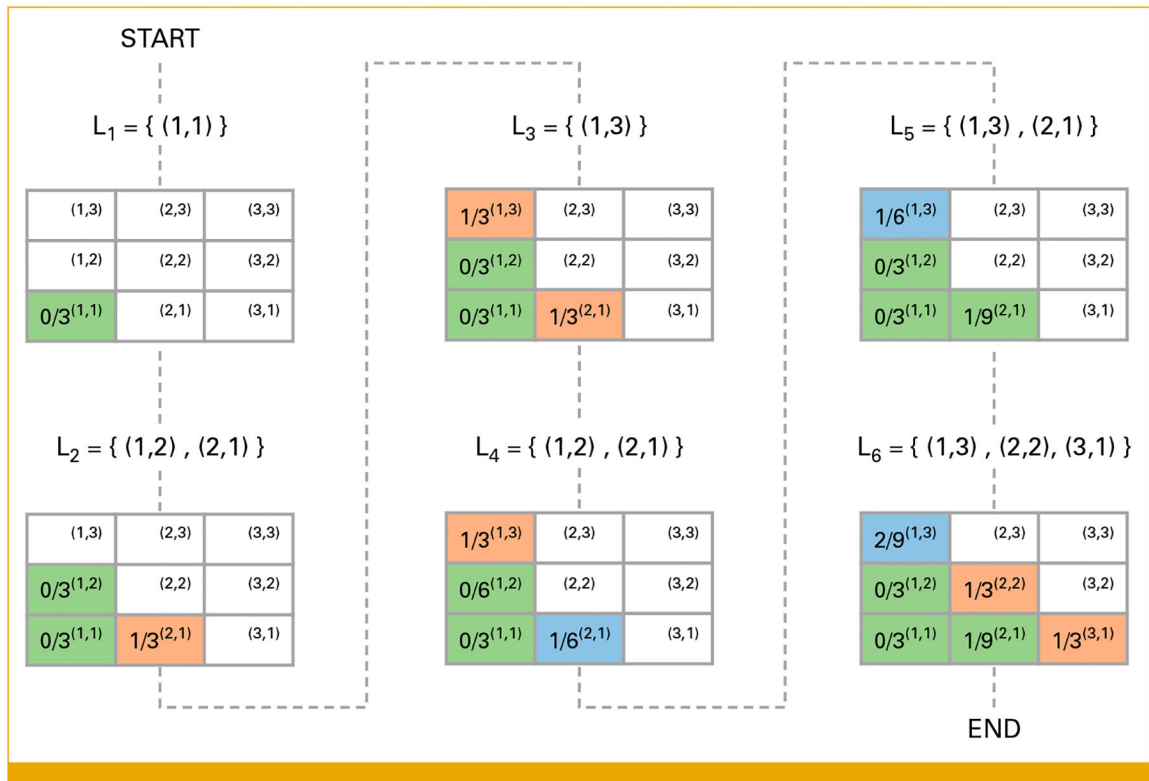 START
L1 = { (1,1) }
(1,3) (2,3) (3,3)
(1,2) (2,2) (3,2)
0/3(1,1) (2,1) (3,1)
L2 = { (1,2) , (2,1) }
(1,3) (2,3) (3,3)
0/3(1,2) (2,2) (3,2)
0/3(1,1) 1/3(2,1) (3,1)
L3 = { (1,3) }
1/3(1,3) (2,3) (3,3)
0/3(1,2) (2,2) (3,2)
0/3(1,1) 1/3(2,1) (3,1)
L4 = { (1,2) , (2,1) }
1/3(1,3) (2,3) (3,3)
0/6(1,2) (2,2) (3,2)
0/3(1,1) 1/6(2,1) (3,1)
L5 = { (1,3) , (2,1) }
1/6(1,3) (2,3) (3,3)
0/3(1,2) (2,2) (3,2)
0/3(1,1) 1/9(2,1) (3,1)
L6 = { (1,3) , (2,2), (3,1) }
2/9(1,3) (2,3) (3,3)
0/3(1,2) 1/3(2,2) (3,2)
0/3(1,1) 1/9(2,1) 1/3(3,1)
END